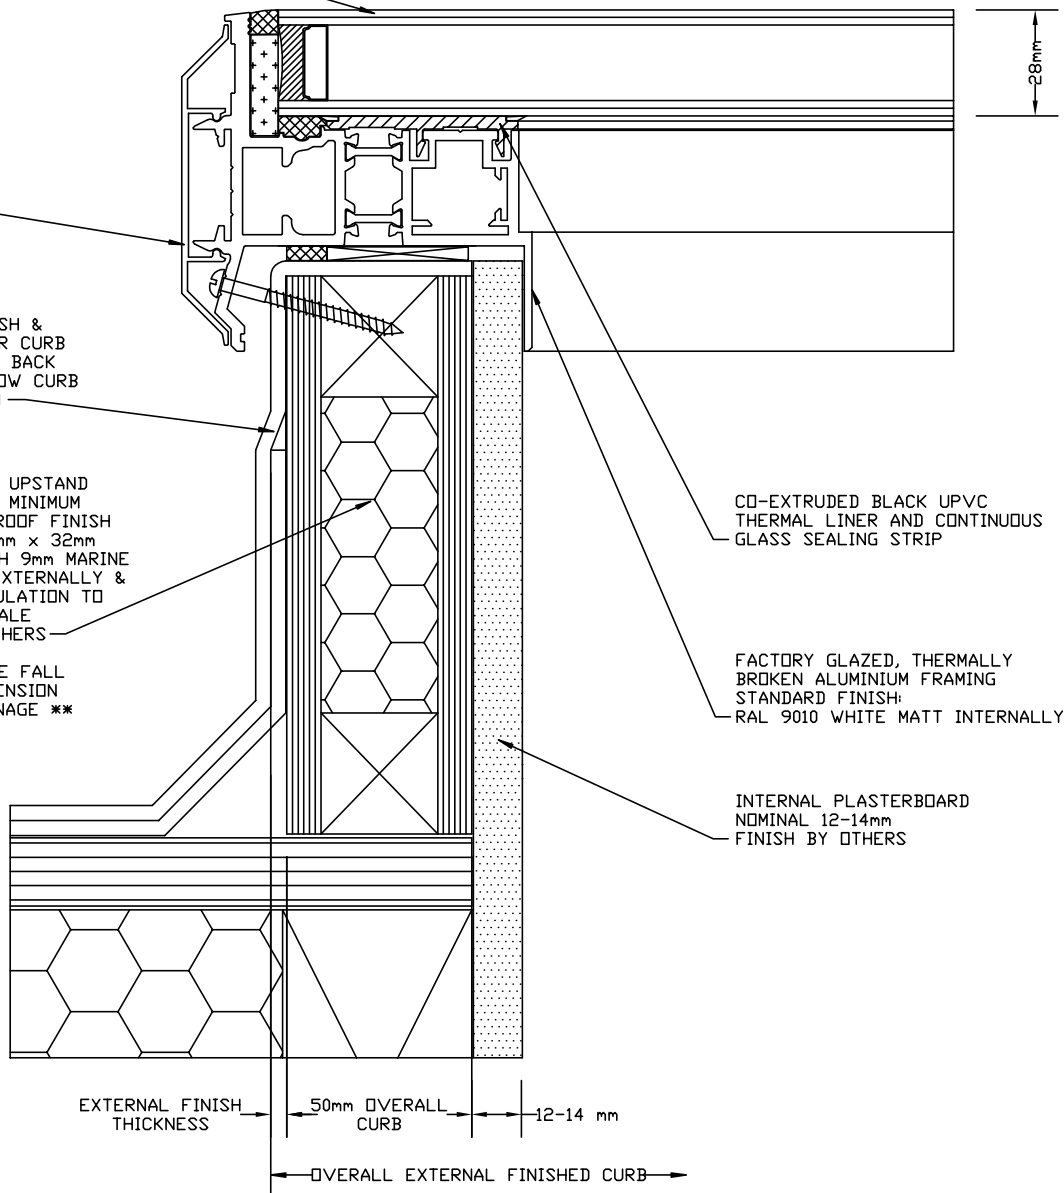 28mm
SH &
R CURB
BACK
OW CURB
UPSTAND
MINIMUM
ROOF FINISH
mm x 32mm
H 9mm MARINE
EXTERNALLY &
ULATION TO
ALE
HERS
E FALL
ENSION
NAGE **
CO-EXTRUDED BLACK UPVC
THERMAL LINER AND CONTINUOUS
GLASS SEALING STRIP
FACTORY GLAZED, THERMALLY
BROKEN ALUMINIUM FRAMING
STANDARD FINISH:
RAL 9010 WHITE MATT INTERNALLY
INTERNAL PLASTERBOARD
NOMINAL 12-14mm
FINISH BY OTHERS
EXTERNAL FINISH
THICKNESS
50mm OVERALL
CURB
12-14 mm
OVERALL EXTERNAL FINISHED CURB